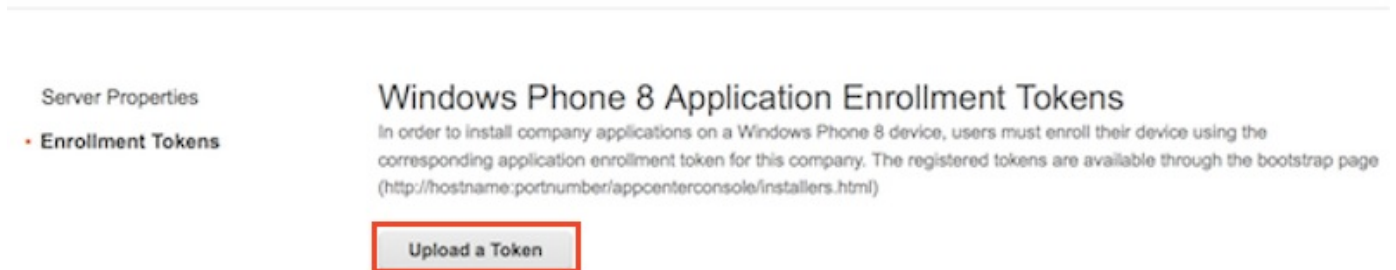 Server Properties
Enrollment Tokens
Windows Phone 8 Application Enrollment Tokens
In order to install company applications on a Windows Phone 8 device, users must enroll their device using the
corresponding application enrollment token for this company. The registered tokens are available through the bootstrap page
(http://hostname:portnumber/appcenterconsole/installers.html)
Upload a Token